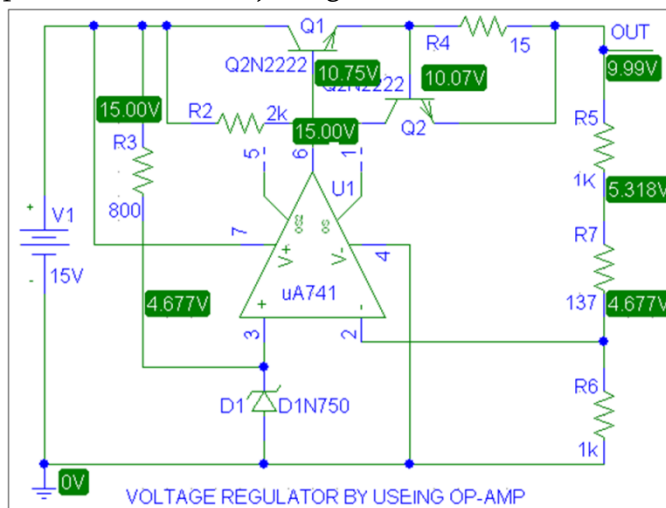 Q1
OUT
R4
15
Q2N2222
10.75V
Q2N2222
10.07V
9.99V
15.00V
R2
2k
15.00V
Q2
R5
R3
5
6
1
U1
1K
5.318V
800
V1
+
7
OS2
OS1
V+
V-
4
R7
15V
-
uA741
4.677V
137
4.677V
+
-
3
2
R6
D1
D1N750
1k
0V
VOLTAGE REGULATOR BY USEING OP-AMP